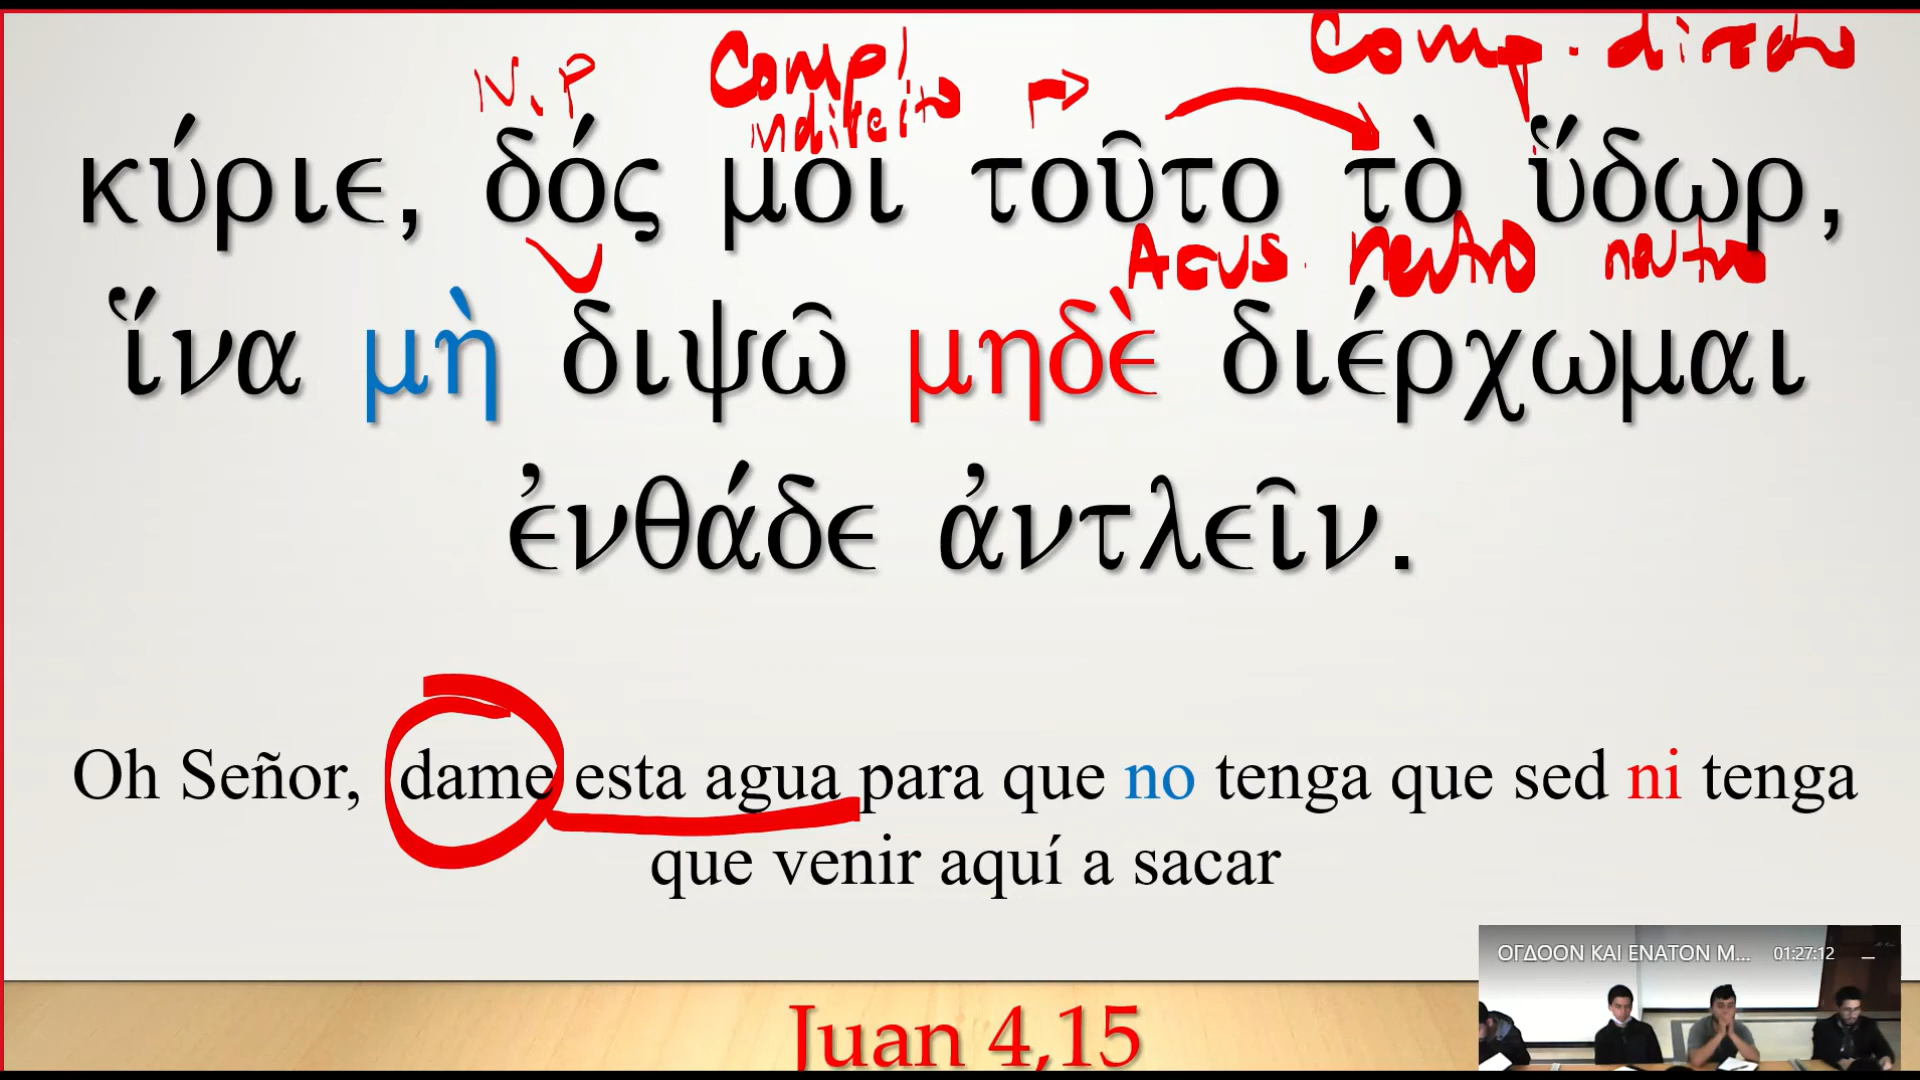 N.P Compl Comp. directo
indirecto
κύριε, δός μοι τοῦτο τὸ ὕδωρ,
Acus. neutro neutro
ἵνα μὴ διψῶ μηδὲ διέρχωμαι
ἐνθάδε ἀντλεῖν.
Oh Señor, dame esta agua para que no tenga que sed ni tenga
que venir aquí a sacar
ΟΓΔΟΟΝ ΚΑΙ ΕΝΑΤΟΝ Μ... 01:27:12
Juan 4,15